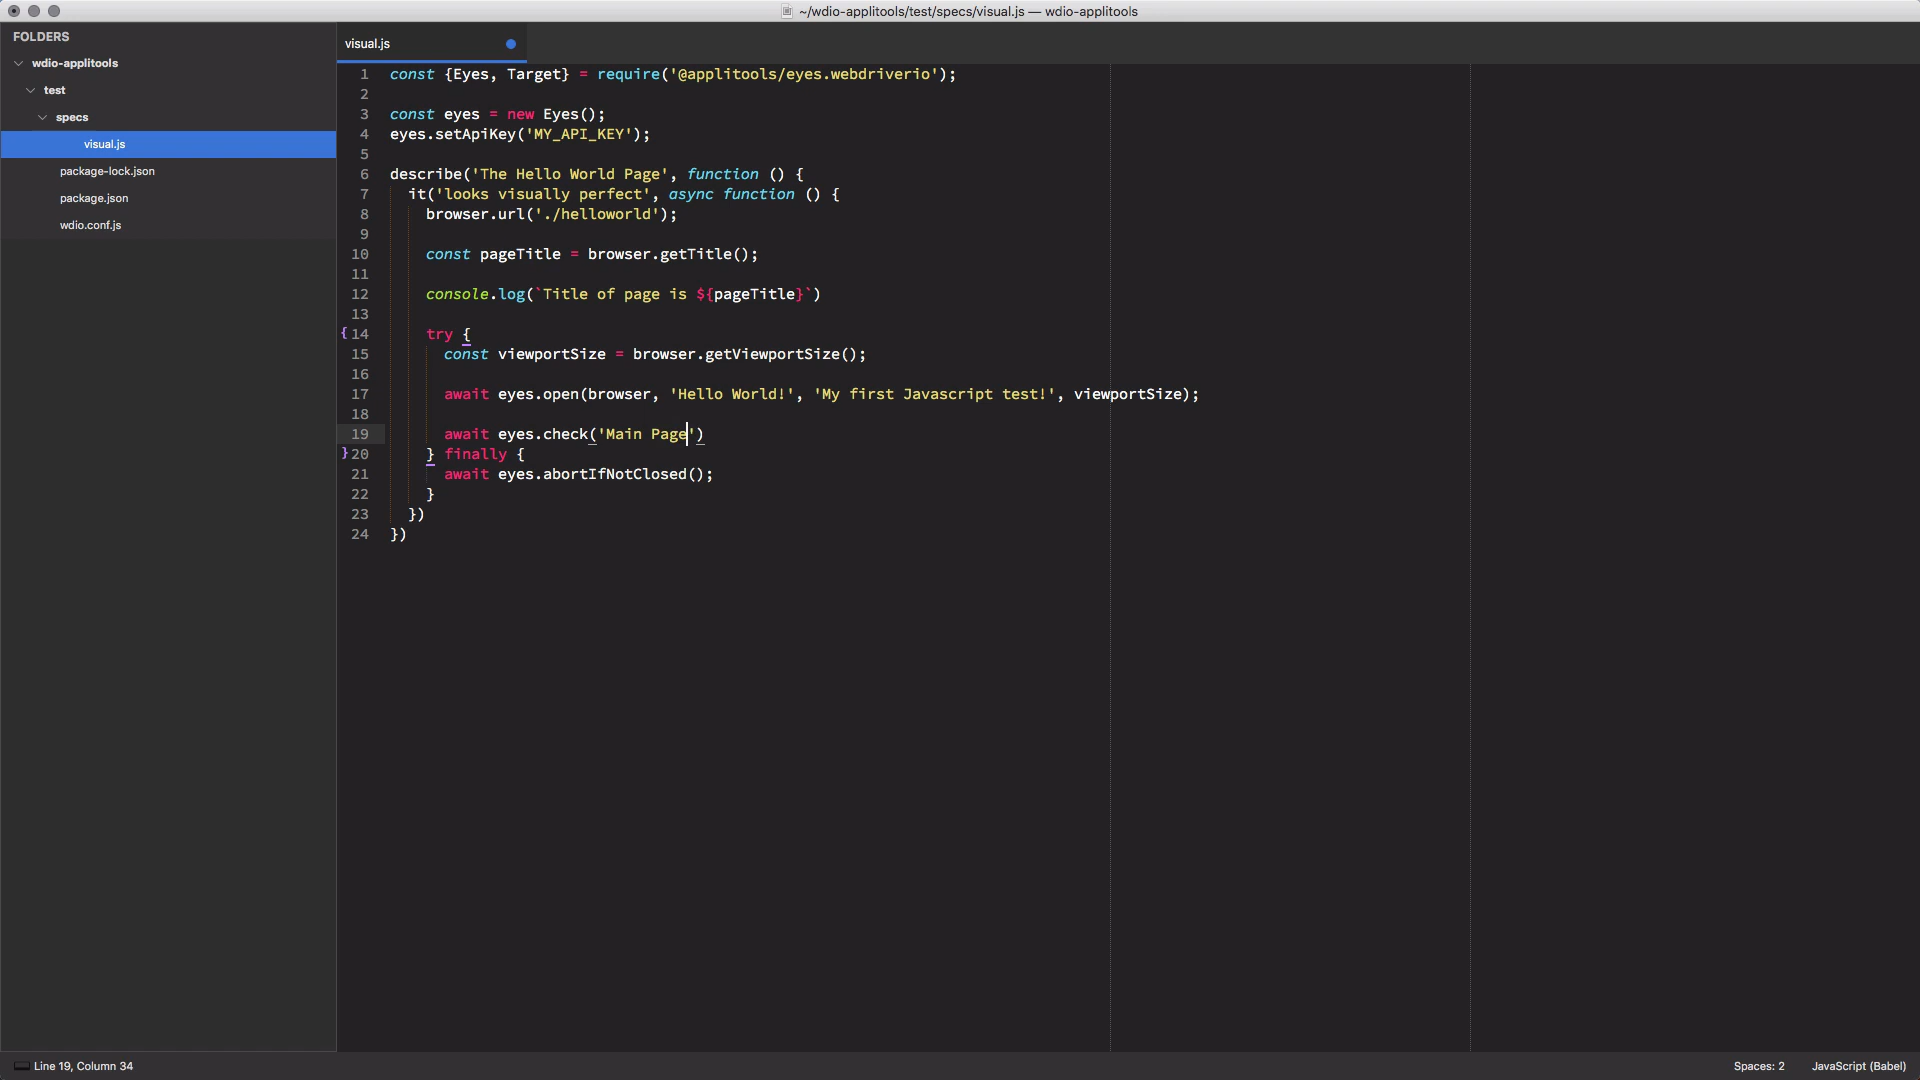 ~/wdio-applitools/test/specs/visual.js — wdio-applitools
FOLDERS
wdio-applitools
test
specs
visual.js
package-lock.json
package.json
wdio.conf.js
visual.js
1 const {Eyes, Target} = require('@applitools/eyes.webdriverio');
2
3 const eyes = new Eyes();
4 eyes.setApiKey('MY_API_KEY');
5
6 describe('The Hello World Page', function () {
7 it('looks visually perfect', async function () {
8 browser.url('./helloworld');
9
10 const pageTitle = browser.getTitle();
11
12 console.log(`Title of page is ${pageTitle}`)
13
{ 14 try {
15 const viewportSize = browser.getViewportSize();
16
17 await eyes.open(browser, 'Hello World!', 'My first Javascript test!', viewportSize);
18
19 await eyes.check('Main Page')
} 20 } finally {
21 await eyes.abortIfNotClosed();
22 }
23 })
24 })
Line 19, Column 34
Spaces: 2
JavaScript (Babel)